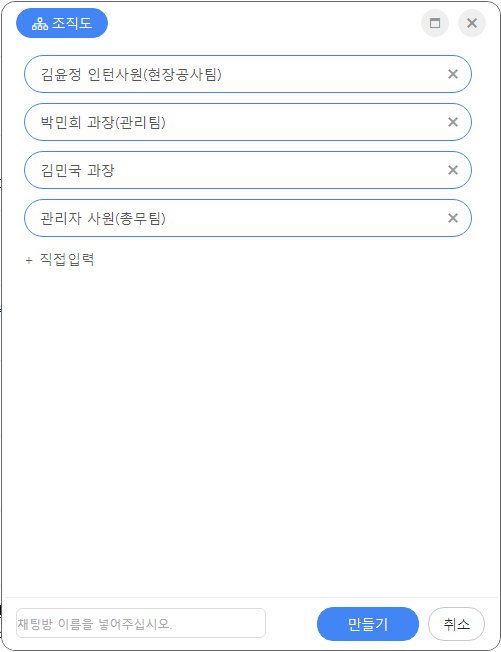 조직도
김윤정 인턴사원(현장공사팀)
박민희 과장(관리팀)
김민국 과장
관리자 사원(총무팀)
+ 직접입력
채팅방 이름을 넣어주십시오.
만들기
취소